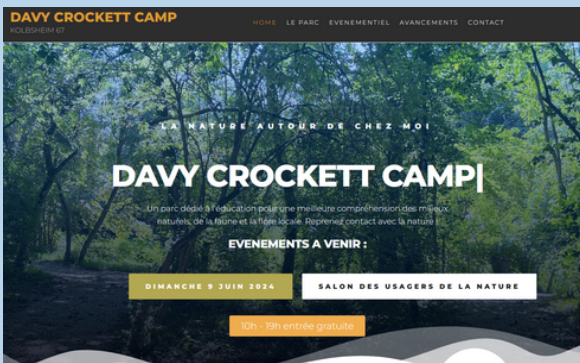 DAVY CROCKETT CAMP
KOLBSHEIM 67
HOME LE PARC EVENEMENTIEL AVANCEMENTS CONTACT
LA NATURE AUTOUR DE CHEZ MOI
DAVY CROCKETT CAMP|
Un parc dédié à l'éducation pour une meilleure compréhension des milieux
naturels, de la faune et la flore locale. Reprenez contact avec la nature !
EVENEMENTS A VENIR :
DIMANCHE 9 JUIN 2024
SALON DES USAGERS DE LA NATURE
10h - 19h entrée gratuite